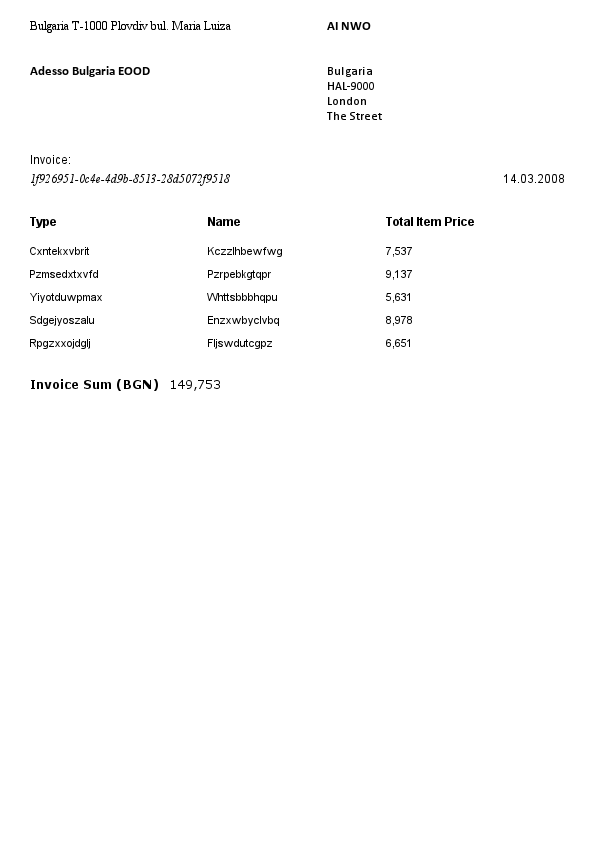 Bulgaria T-1000 Plovdiv bul. Maria Luiza
AI NWO
Adesso Bulgaria EOOD
Bulgaria
HAL-9000
London
The Street
Invoice:
1f926951-0c4e-4d9b-8513-28d5072f9518 14.03.2008
Type Name Total Item Price
Cxntekxvbrit Kczzlhbewfwg 7,537
Pzmsedxtxvfd Pzrpebkgtqpr 9,137
Yiyotduwpmax Whttsbbbhqpu 5,631
Sdgejyoszalu Enzxwbyclvbq 8,978
Rpgzxxojdglj Fljswdutcgpz 6,651
Invoice Sum (BGN) 149,753